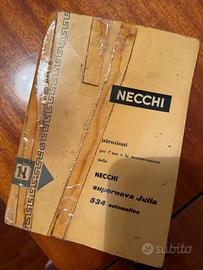 NECCHI
istruzioni
per l'uso e la manutenzione
della
NECCHI
supernova Julia
534 automatica
N
subito